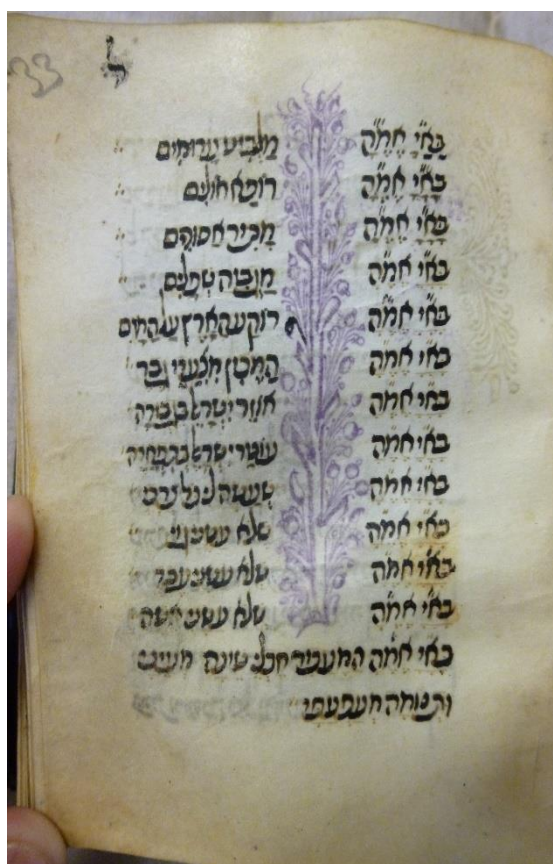 33 ל
בא״י אמ״ה מלביש ערומים
בא״י אמ״ה רופא חולים
בא״י אמ״ה מתיר אסורים
בא״י אמ״ה מגביה שפלים
בא״י אמ״ה רוקע הארץ על המים
בא״י אמ״ה המכין מצעדי גבר
בא״י אמ״ה אוזר ישראל בגבורה
בא״י אמ״ה עוטר ישראל בתפארה
בא״י אמ״ה שעשה לי כל צרכי
בא״י אמ״ה שלא עשני גוי
בא״י אמ״ה שלא עשני עבד
בא״י אמ״ה שלא עשני אשה
בא״י אמ״ה המעביר חבלי שינה מעיני
ותנומה מעפעפי